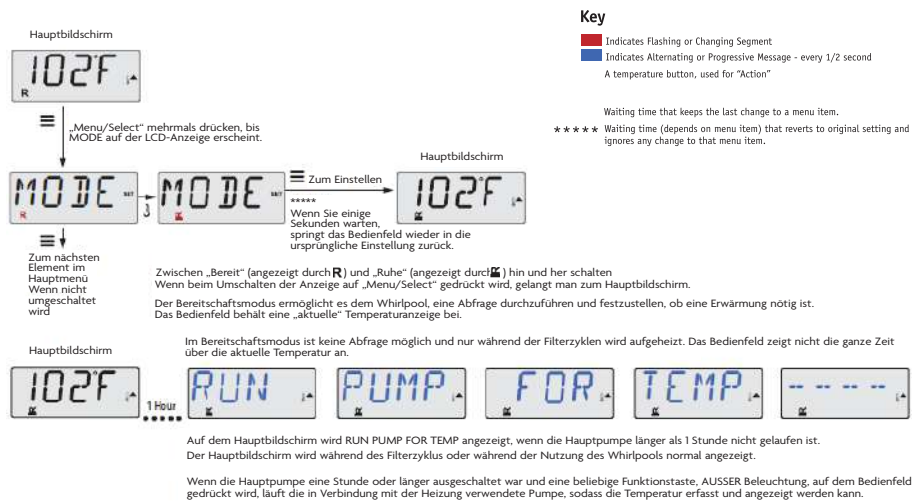 Key
Indicates Flashing or Changing Segment
Indicates Alternating or Progressive Message - every 1/2 second
A temperature button, used for "Action"
Waiting time that keeps the last change to a menu item.
***** Waiting time (depends on menu item) that reverts to original setting and
ignores any change to that menu item.
Hauptbildschirm
102°F
R
„Menu/Select“ mehrmals drücken, bis
MODE auf der LCD-Anzeige erscheint.
MODE SET
R
MODE SET
Zum Einstellen
*****
Wenn Sie einige
Sekunden warten,
springt das Bedienfeld wieder in die
ursprüngliche Einstellung zurück.
Hauptbildschirm
102°F
Zum nächsten
Element im
Hauptmenü
Wenn nicht
umgeschaltet
wird
Zwischen „Bereit“ (angezeigt durch R) und „Ruhe“ (angezeigt durch ) hin und her schalten
Wenn beim Umschalten der Anzeige auf „Menu/Select“ gedrückt wird, gelangt man zum Hauptbildschirm.
Der Bereitschaftsmodus ermöglicht es dem Whirlpool, eine Abfrage durchzuführen und festzustellen, ob eine Erwärmung nötig ist.
Das Bedienfeld behält eine „aktuelle“ Temperaturanzeige bei.
Im Bereitschaftsmodus ist keine Abfrage möglich und nur während der Filterzyklen wird aufgeheizt. Das Bedienfeld zeigt nicht die ganze Zeit
über die aktuelle Temperatur an.
Hauptbildschirm
102°F
1 Hour
RUN
PUMP
FOR
TEMP
----
Auf dem Hauptbildschirm wird RUN PUMP FOR TEMP angezeigt, wenn die Hauptpumpe länger als 1 Stunde nicht gelaufen ist.
Der Hauptbildschirm wird während des Filterzyklus oder während der Nutzung des Whirlpools normal angezeigt.
Wenn die Hauptpumpe eine Stunde oder länger ausgeschaltet war und eine beliebige Funktionstaste, AUSSER Beleuchtung, auf dem Bedienfeld
gedrückt wird, läuft die in Verbindung mit der Heizung verwendete Pumpe, sodass die Temperatur erfasst und angezeigt werden kann.